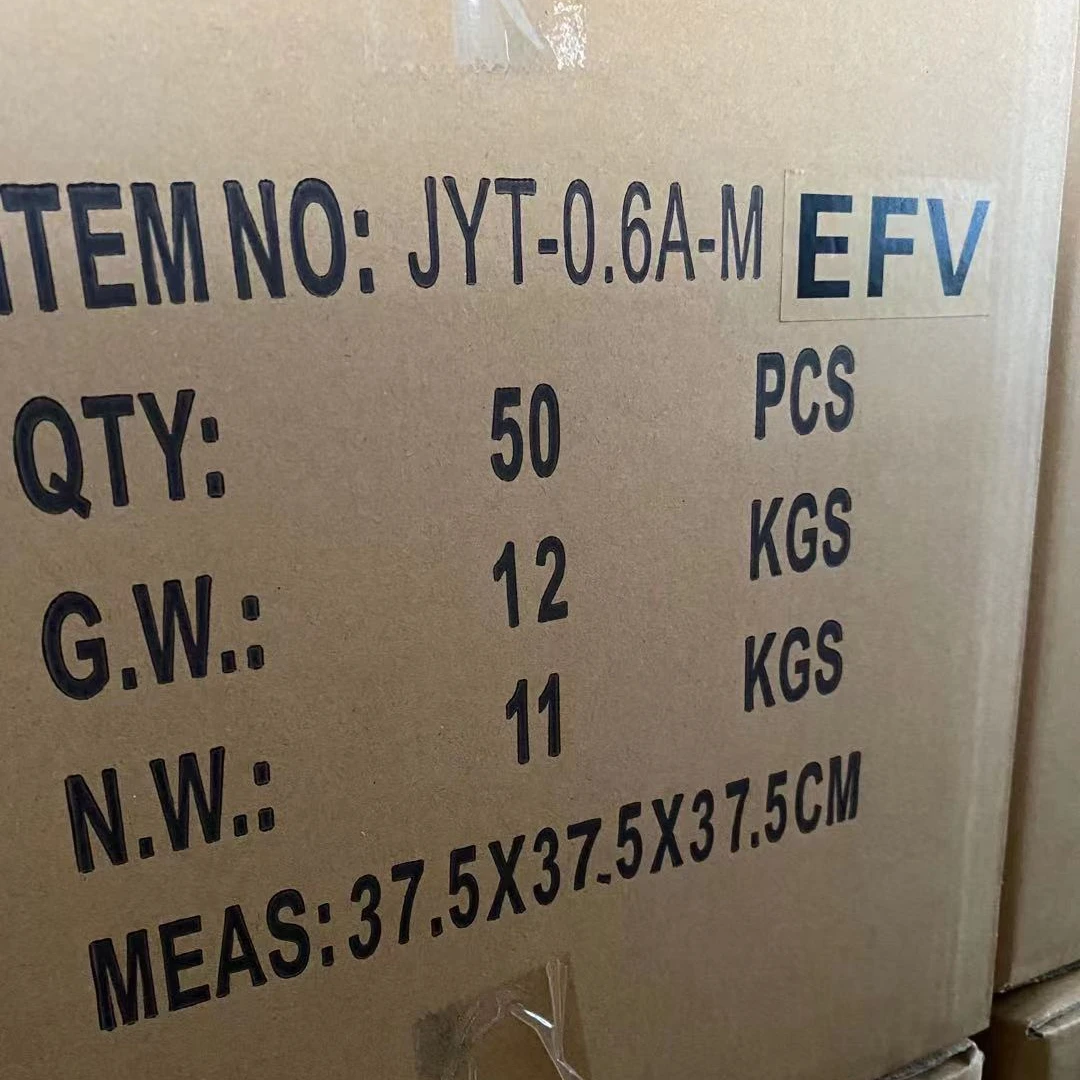 ITEM NO: JYT-0.6A-M EFV
QTY: 50 PCS
G.W.: 12 KGS
N.W.: 11 KGS
MEAS:37.5X37.5X37.5CM